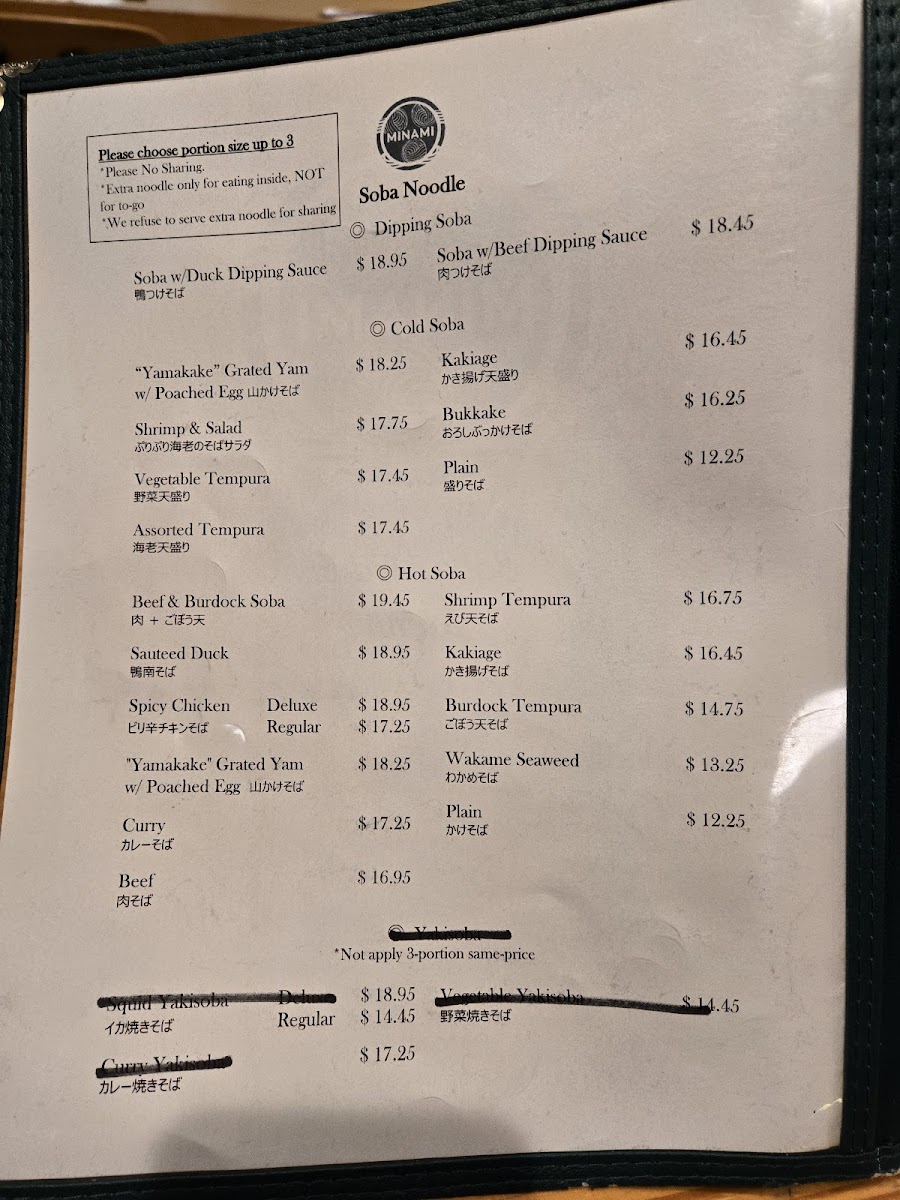 Please choose portion size up to 3
*Please No Sharing.
*Extra noodle only for eating inside, NOT
for to-go
*.We refuse to serve extra noodle for sharing
MINAMI
Soba Noodle
◎ Dipping Soba
Soba w/Duck Dipping Sauce $ 18.95
鴨つけそば
Soba w/Beef Dipping Sauce $ 18.45
肉つけそば
◎ Cold Soba
“Yamakake” Grated Yam $ 18.25
w/ Poached Egg 山かけそば
Kakiage $ 16.45
かき揚げ天盛り
Shrimp & Salad $ 17.75
ぷりぷり海老のそばサラダ
Bukkake $ 16.25
おろしぶっかけそば
Vegetable Tempura $ 17.45
野菜天盛り
Plain $ 12.25
盛りそば
Assorted Tempura $ 17.45
海老天盛り
◎ Hot Soba
Beef & Burdock Soba $ 19.45
肉 + ごぼう天
Shrimp Tempura $ 16.75
えび天そば
Sauteed Duck $ 18.95
鴨南そば
Kakiage $ 16.45
かき揚げそば
Spicy Chicken Deluxe $ 18.95
ピリ辛チキンそば Regular $ 17.25
Burdock Tempura $ 14.75
ごぼう天そば
"Yamakake" Grated Yam $ 18.25
w/ Poached Egg 山かけそば
Wakame Seaweed $ 13.25
わかめそば
Curry $ 17.25
カレーそば
Plain $ 12.25
かけそば
Beef $ 16.95
肉そば
◎ Yakisoba
*Not apply 3-portion same-price
Squid Yakisoba Deluxe $ 18.95
イカ焼きそば Regular $ 14.45
Vegetable Yakisoba $ 14.45
野菜焼きそば
Curry Yakisoba $ 17.25
カレー焼きそば